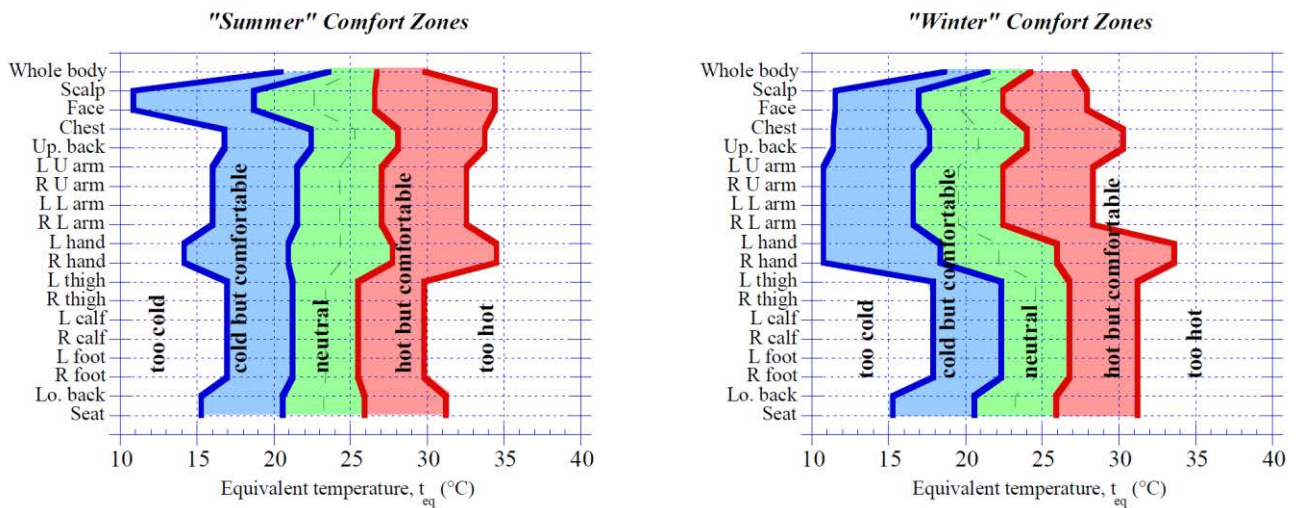 "Summer" Comfort Zones
Whole body
Scalp
Face
Chest
Up. back
L U arm
R U arm
L L arm
R L arm
L hand
R hand
L thigh
R thigh
L calf
R calf
L foot
R foot
Lo. back
Seat
too cold
cold but comfortable
neutral
hot but comfortable
too hot
10 15 20 25 30 35 40
Equivalent temperature, t_eq (°C)
"Winter" Comfort Zones
Whole body
Scalp
Face
Chest
Up. back
L U arm
R U arm
L L arm
R L arm
L hand
R hand
L thigh
R thigh
L calf
R calf
L foot
R foot
Lo. back
Seat
too cold
cold but comfortable
neutral
hot but comfortable
too hot
10 15 20 25 30 35 40
Equivalent temperature, t_eq (°C)